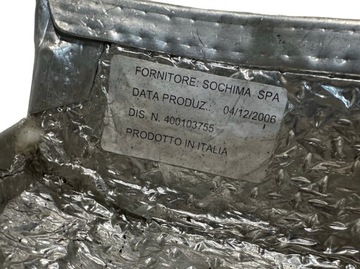 FORNITORE: SOCHIMA SPA
DATA PRODUZ.: 04/12/2006
DIS. N. 400103755
PRODOTTO IN ITALIA